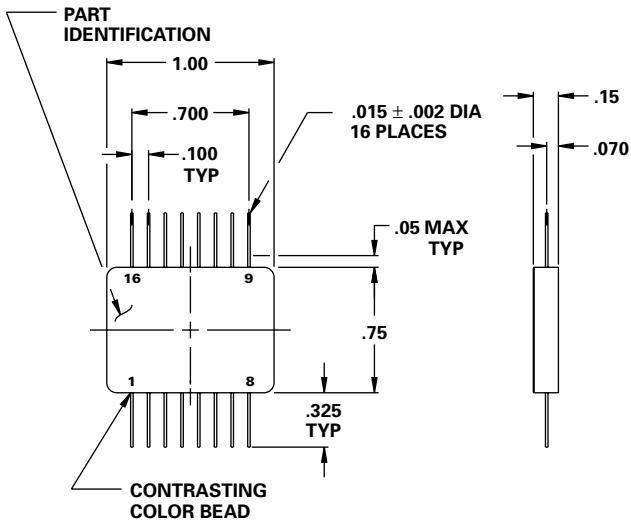 PART
IDENTIFICATION
1.00
.15
.700
.015 ± .002 DIA
16 PLACES
.100
TYP
.070
.05 MAX
TYP
16
9
.75
1
8
.325
TYP
CONTRASTING
COLOR BEAD